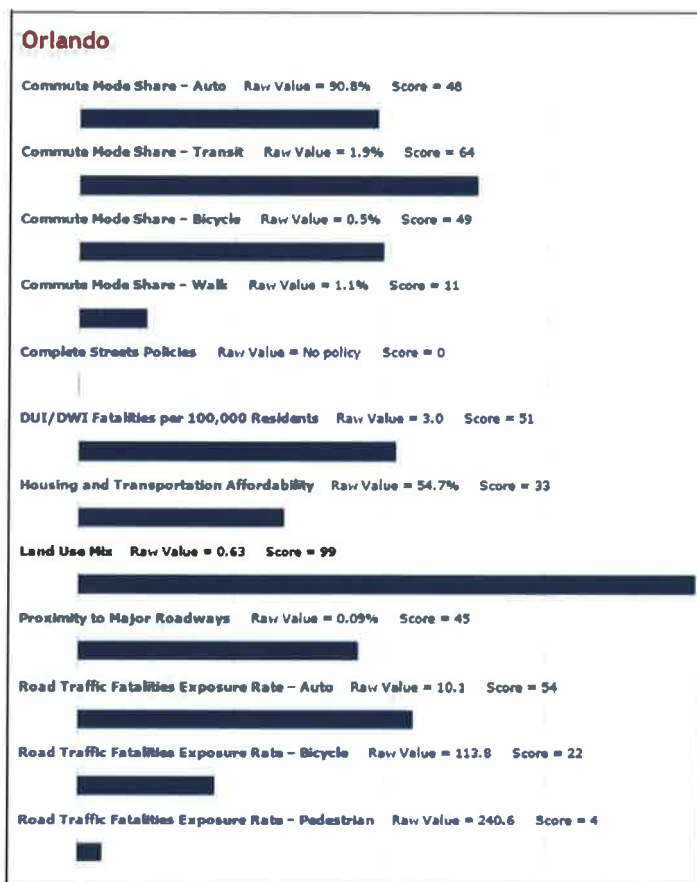 Orlando
Commute Mode Share - Auto Raw Value = 90.8% Score = 48
Commute Mode Share - Transit Raw Value = 1.9% Score = 64
Commute Mode Share - Bicycle Raw Value = 0.5% Score = 49
Commute Mode Share - Walk Raw Value = 1.1% Score = 11
Complete Streets Policies Raw Value = No policy Score = 0
DUI/DWI Fatalities per 100,000 Residents Raw Value = 3.0 Score = 51
Housing and Transportation Affordability Raw Value = 54.7% Score = 33
Land Use Mix Raw Value = 0.63 Score = 99
Proximity to Major Roadways Raw Value = 0.09% Score = 45
Road Traffic Fatalities Exposure Rate - Auto Raw Value = 10.1 Score = 54
Road Traffic Fatalities Exposure Rate - Bicycle Raw Value = 113.8 Score = 22
Road Traffic Fatalities Exposure Rate - Pedestrian Raw Value = 240.6 Score = 4